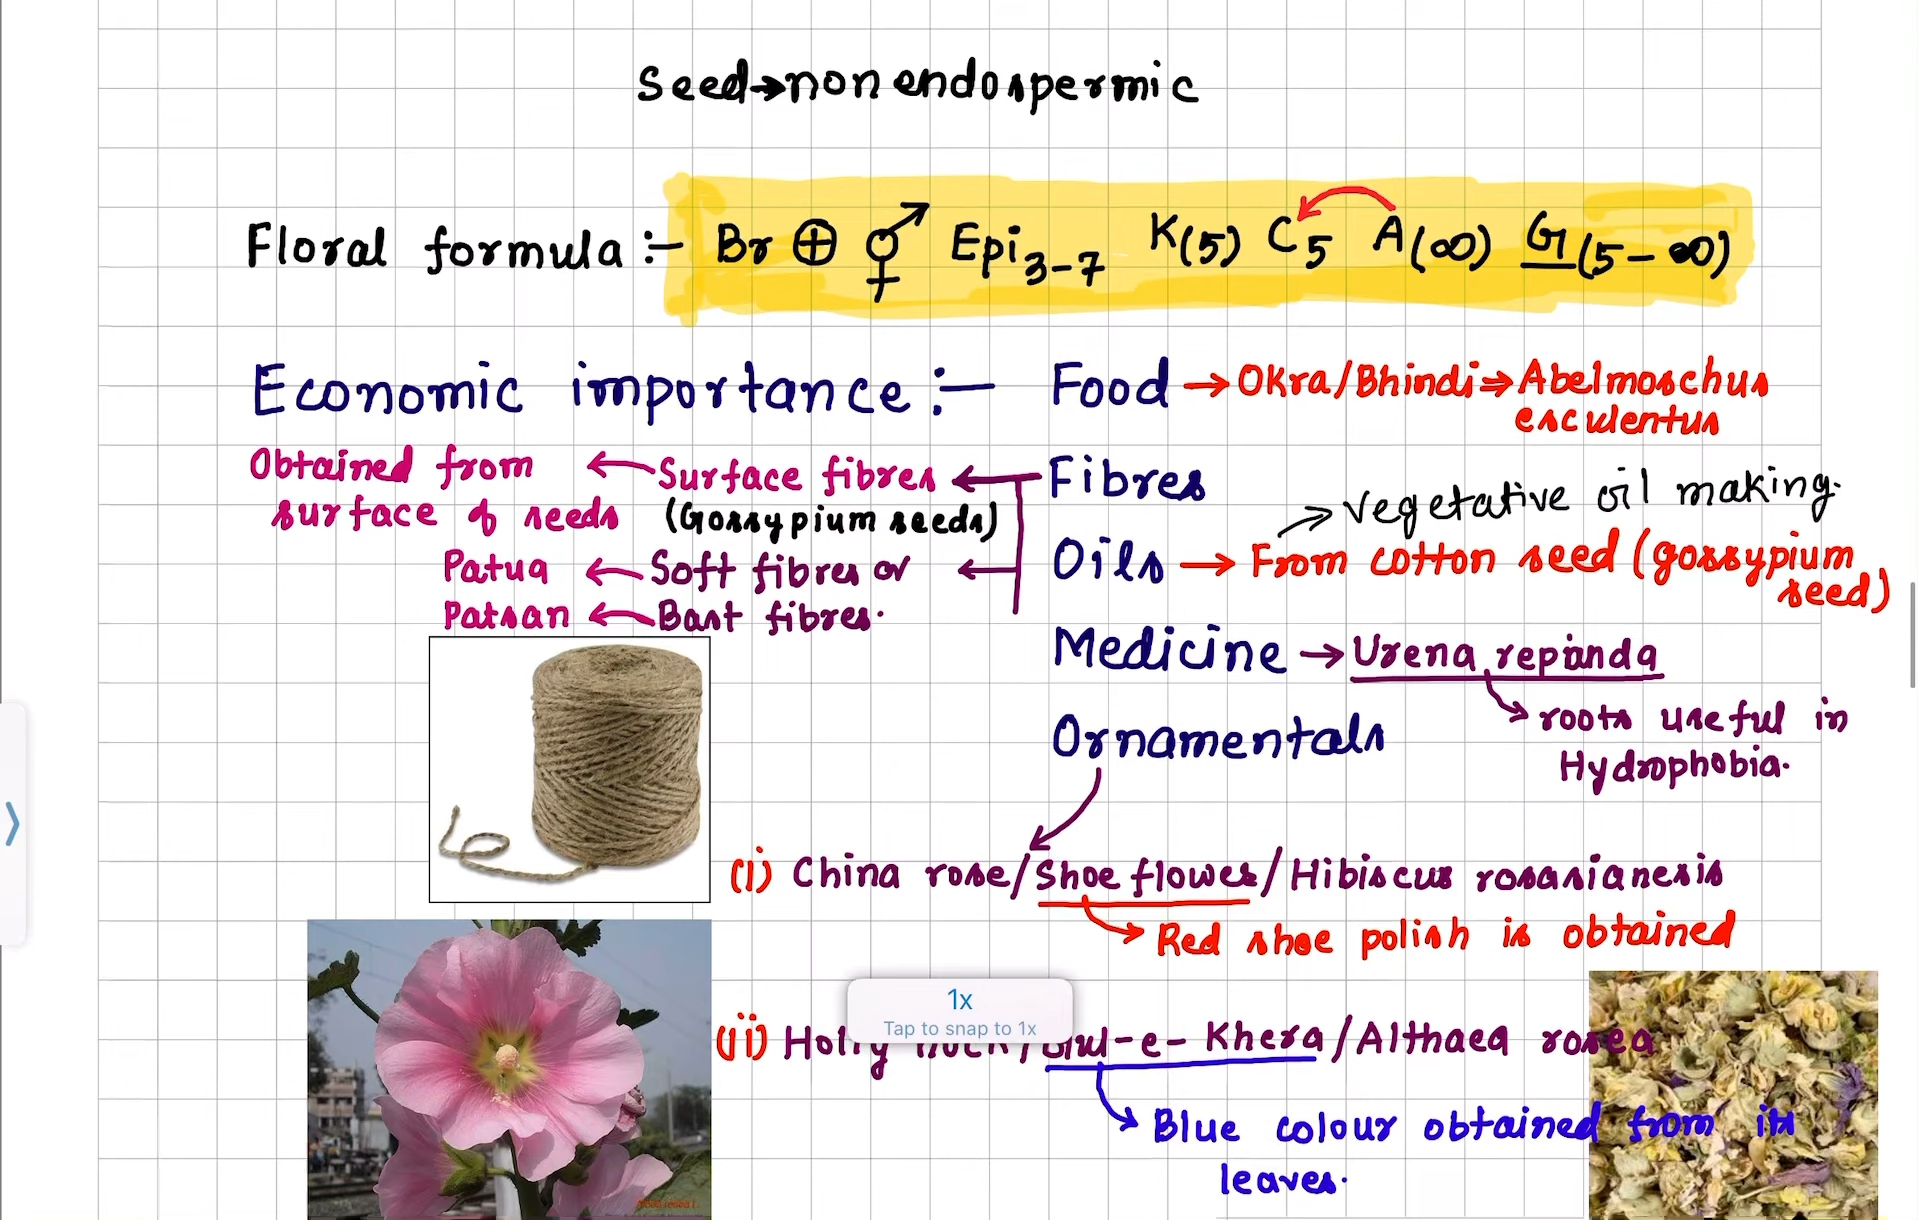 Seed→non endospermic
Floral formula :- Br ⊕ ⚥ Epi3-7 K(5) C5 A(∞) G(5-∞)
Economic importance :- Food → Okra/Bhindi ⇒ Abelmoschus
esculentus
Obtained from ← Surface fibres ← Fibres
surface of seeds (Gossypium seeds)
→ vegetative oil making.
Patua ← Soft fibres or ← Oils → From cotton seed (gossypium
seed)
Patsan ← Bast fibres.
Medicine → Urena repanda
→ roots useful in
Hydrophobia.
Ornamentals
(i) China rose/Shoe flower/Hibiscus rosasianesis
→ Red shoe polish is obtained
1x
Tap to snap to 1x
(ii) Holly -e- Khera/Althaea rosea
→ Blue colour obtained from its
leaves.